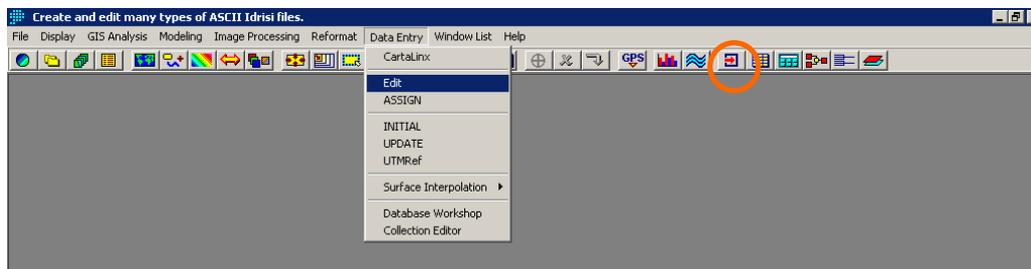 Create and edit many types of ASCII Idrisi files.
File Display GIS Analysis Modeling Image Processing Reformat Data Entry Window List Help
GPS
CartaLinx
Edit
ASSIGN
INITIAL
UPDATE
UTMRef
Surface Interpolation
Database Workshop
Collection Editor